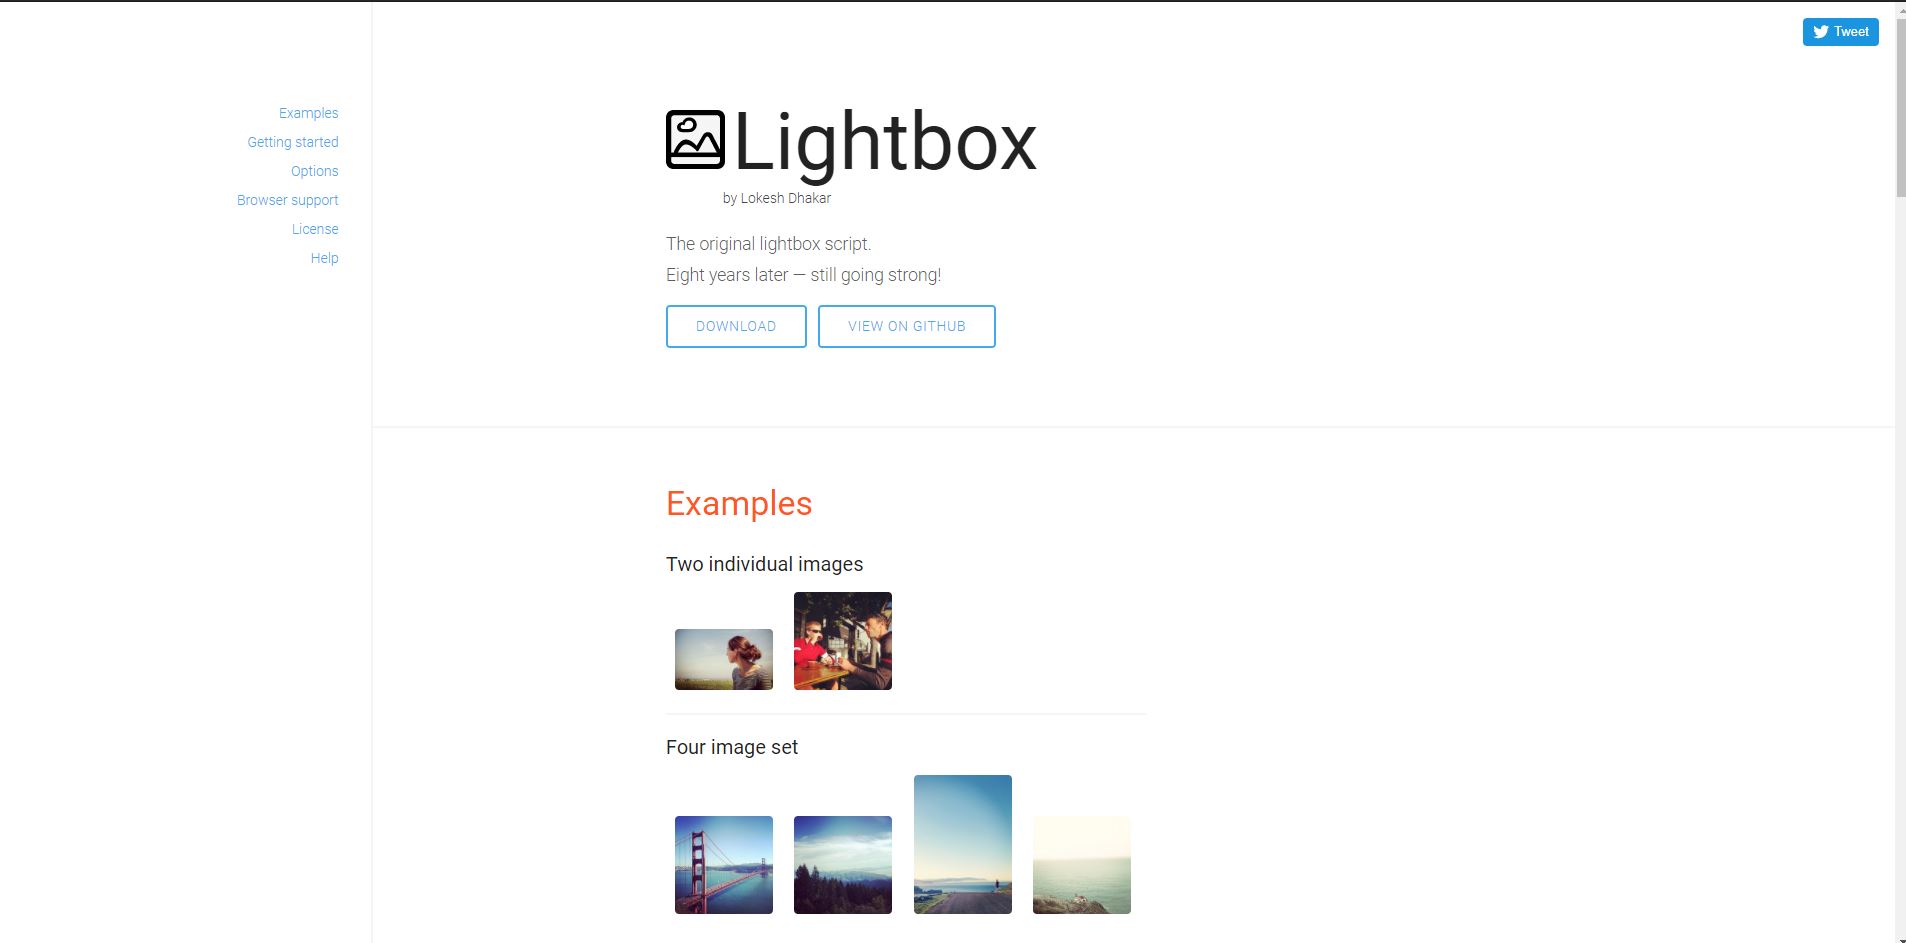 Tweet
Examples
Getting started
Options
Browser support
License
Help
Lightbox
by Lokesh Dhakar
The original lightbox script.
Eight years later — still going strong!
DOWNLOAD
VIEW ON GITHUB
Examples
Two individual images
Four image set